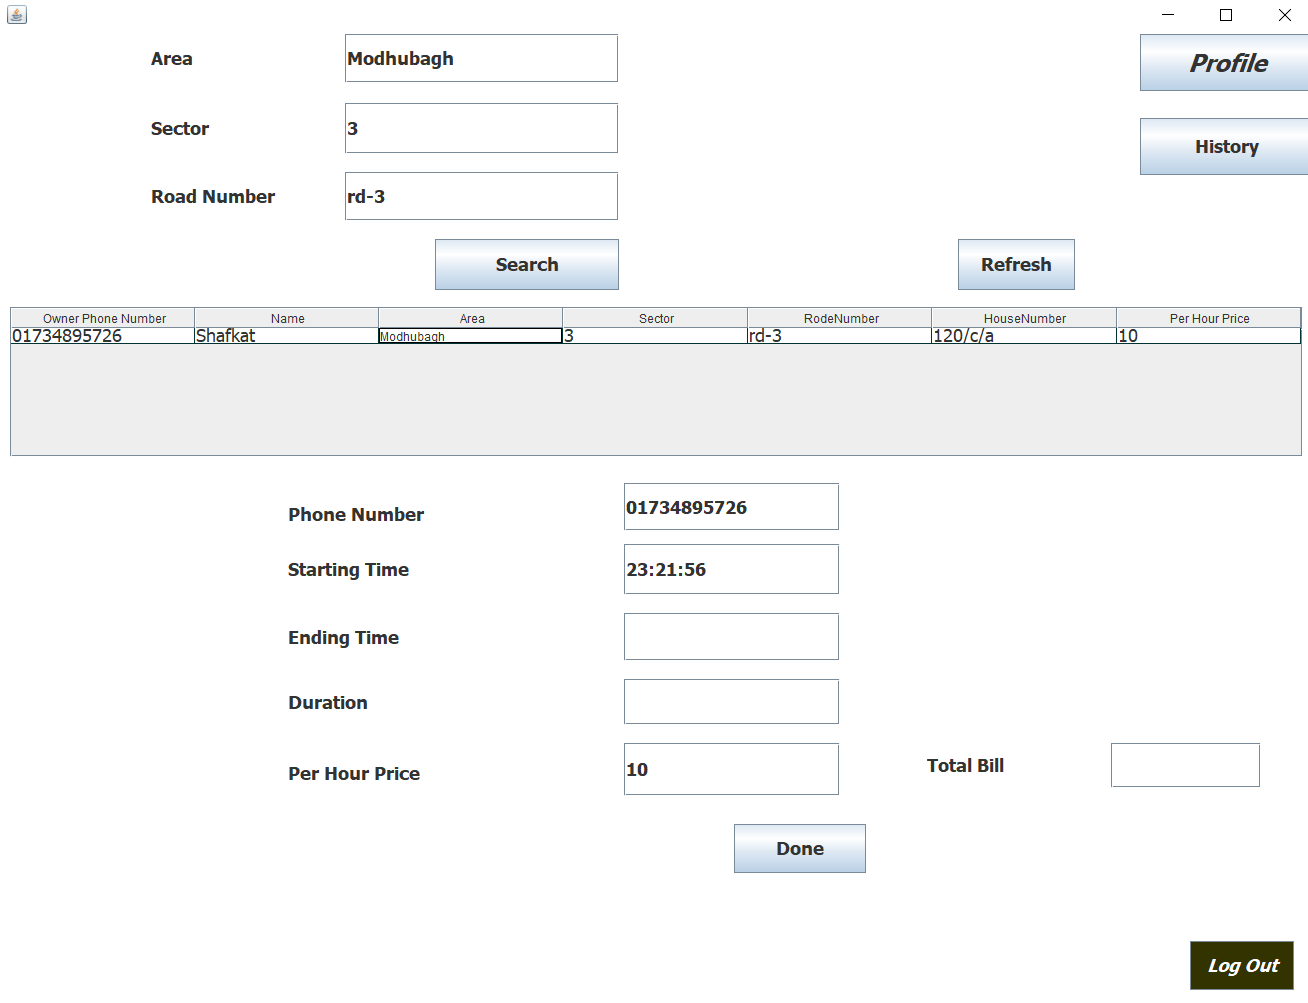 Area Modhubagh Profile
Sector 3 History
Road Number rd-3
Search Refresh
Owner Phone Number Name Area Sector RodeNumber HouseNumber Per Hour Price
01734895726 Shafkat Modhubagh 3 rd-3 120/c/a 10
Phone Number 01734895726
Starting Time 23:21:56
Ending Time
Duration
Per Hour Price 10 Total Bill
Done
Log Out